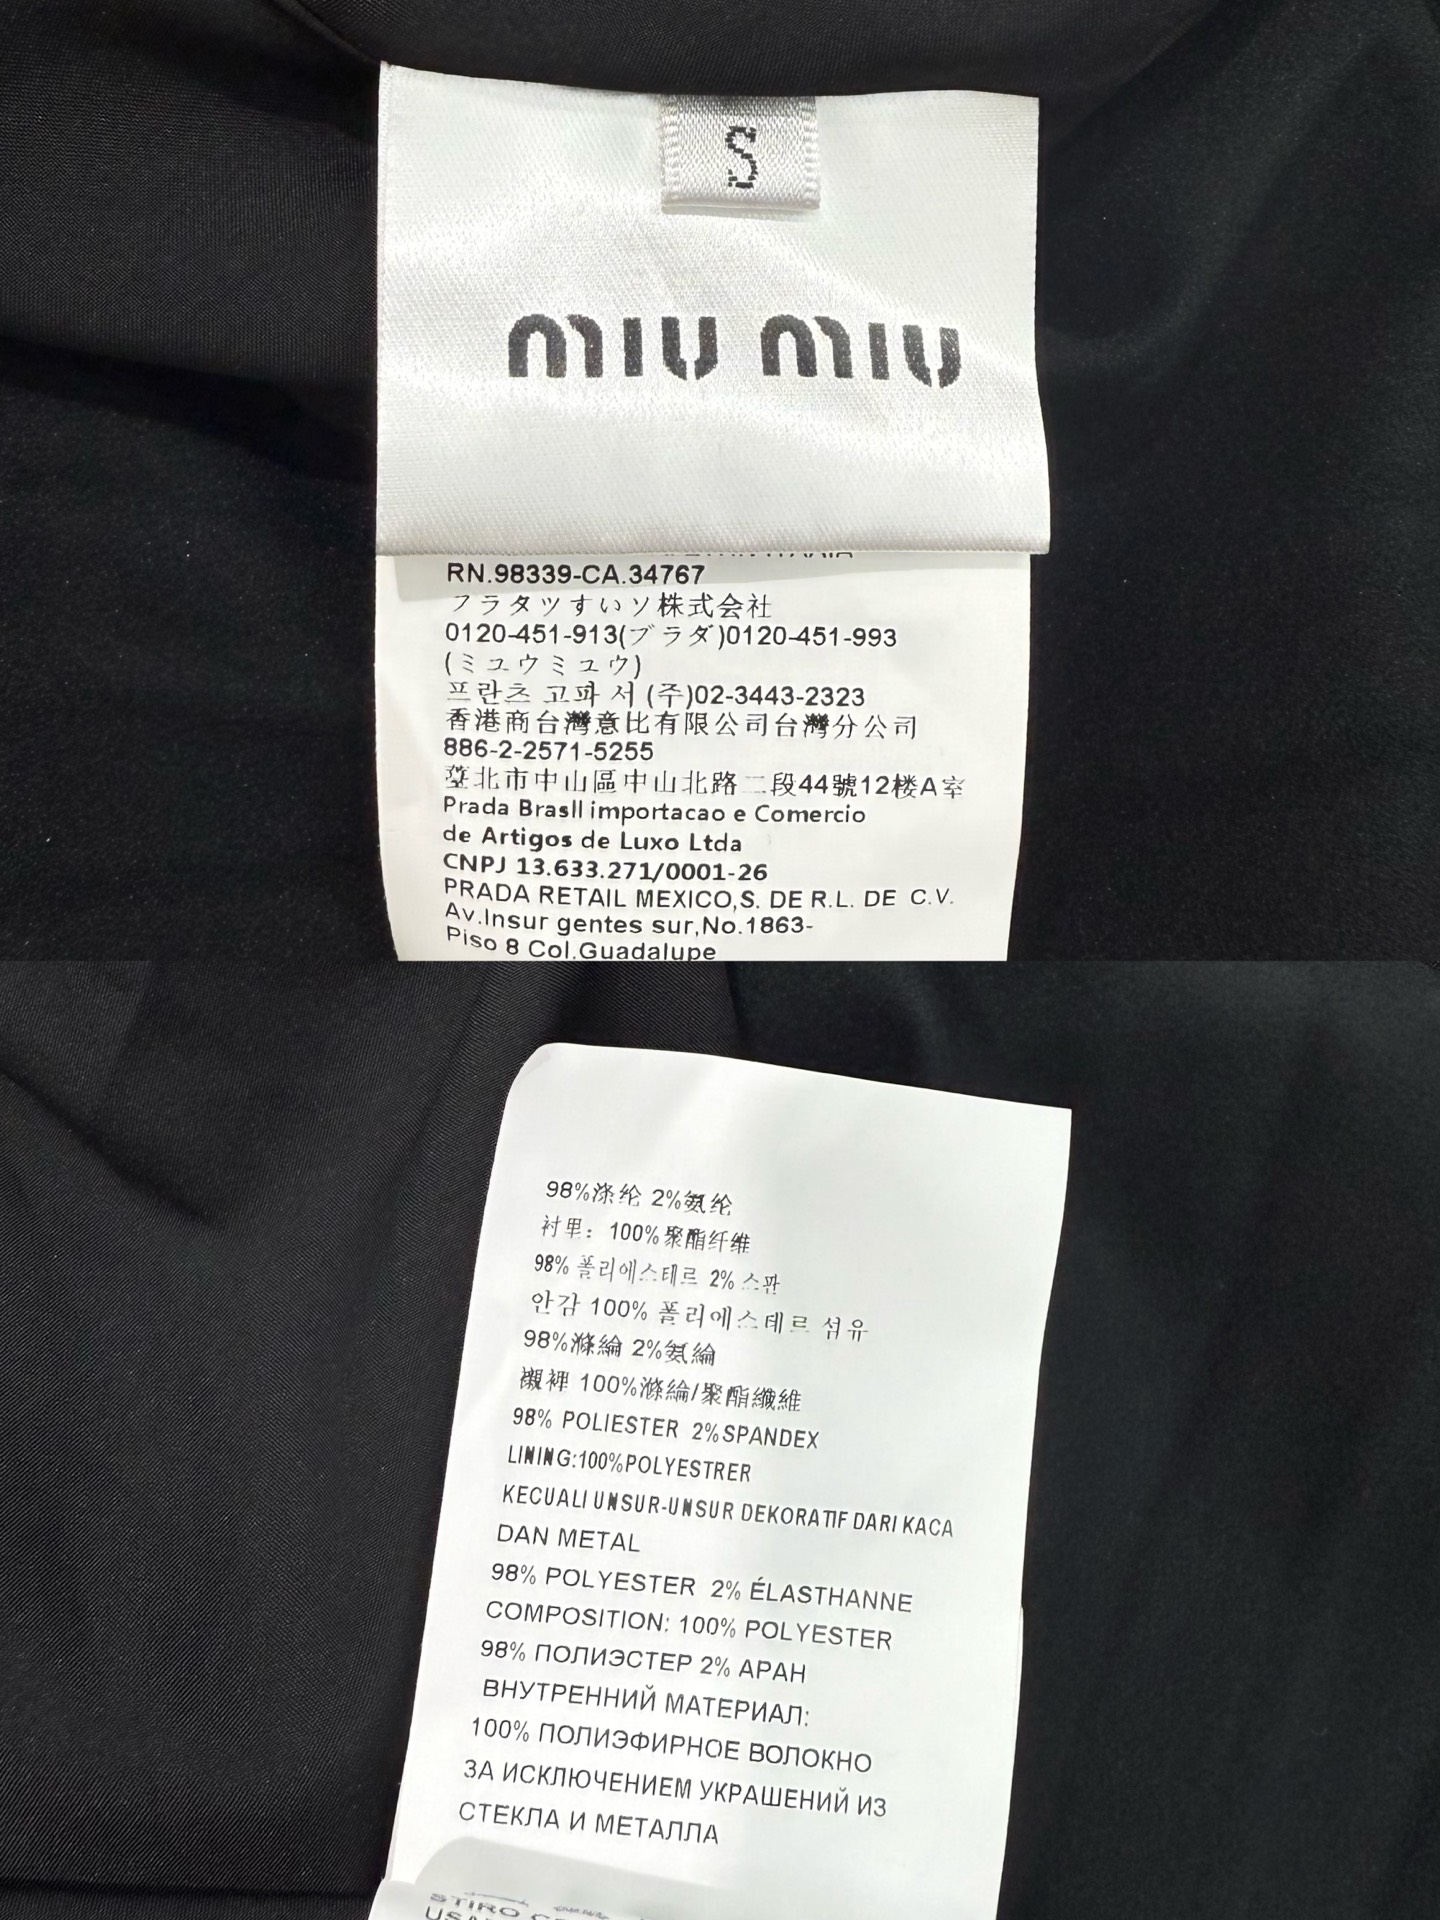 S
miu miu
RN.98339-CA.34767
フラタツすいソ株式会社
0120-451-913(ブラダ)0120-451-993
(ミユウミユウ)
프란츠 고파 서 (주)02-3443-2323
香港商台灣意比有限公司台灣分公司
886-2-2571-5255
北市中山區中山北路二段44號12楼A室
Prada Brasll importacao e Comercio
de Artigos de Luxo Ltda
CNPJ 13.633.271/0001-26
PRADA RETAIL MEXICO,S. DE R.L. DE C.V.
Av.Insur gentes sur,No.1863-
Piso 8 Col.Guadalupe
98%涤纶 2%氨纶
衬里：100%聚酯纤维
98% 폴리에스테르 2% 스판
안감 100% 폴리에스테르 섬유
98%滌綸 2%氨綸
襯裡 100%滌綸/聚酯纖維
98% POLIESTER 2%SPANDEX
LINING:100%POLYESTRER
KECUALI UNSUR-UNSUR DEKORATIF DARI KACA
DAN METAL
98% POLYESTER 2% ÉLASTHANNE
COMPOSITION: 100% POLYESTER
98% ПОЛИЭСТЕР 2% АРАН
ВНУТРЕННИЙ МАТЕРИАЛ:
100% ПОЛИЭФИРНОЕ ВОЛОКНО
ЗА ИСКЛЮЧЕНИЕМ УКРАШЕНИЙ ИЗ
СТЕКЛА И МЕТАЛЛА
STIRO